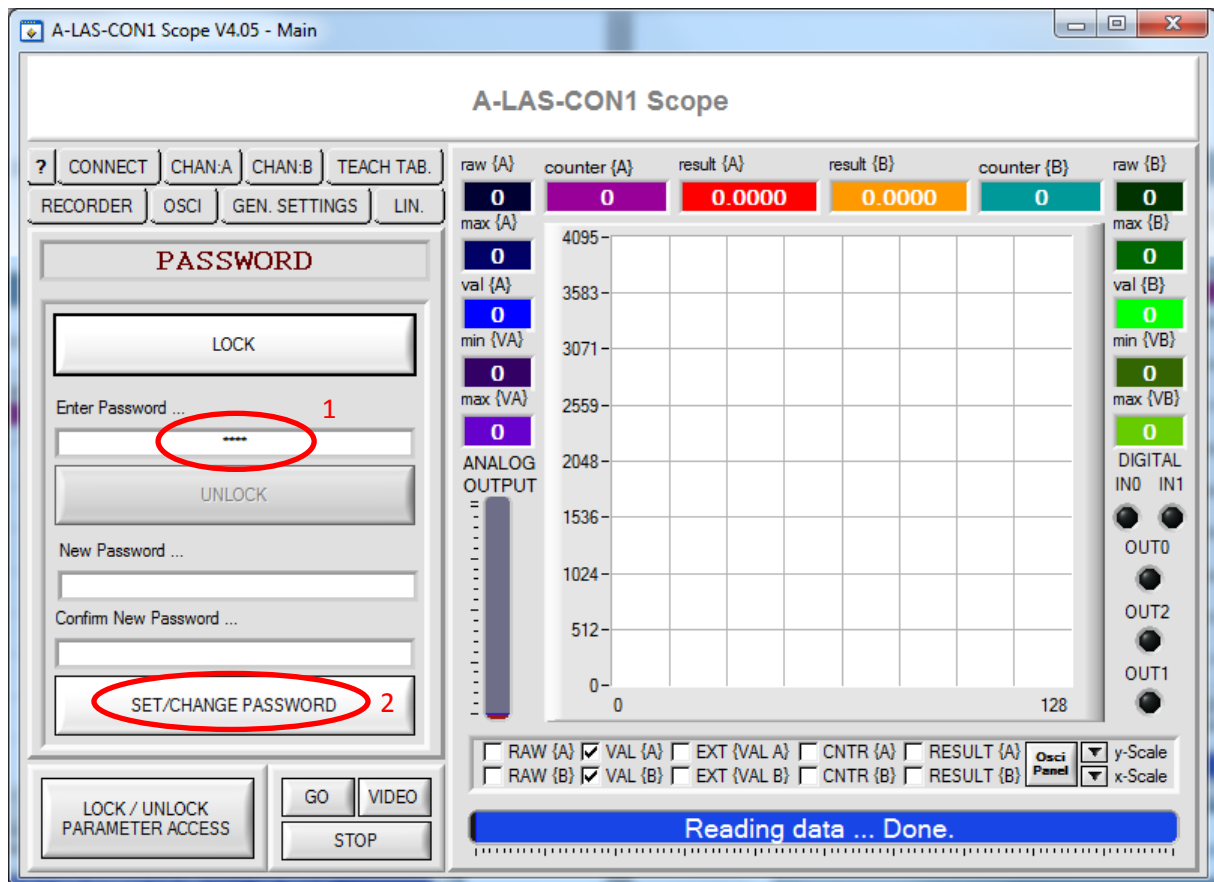 A-LAS-CON1 Scope V4.05 - Main
A-LAS-CON1 Scope
? CONNECT CHAN:A CHAN:B TEACH TAB.
RECORDER OSCI GEN. SETTINGS LIN.
PASSWORD
LOCK
Enter Password ... 1
****
UNLOCK
New Password ...
Confirm New Password ...
SET/CHANGE PASSWORD 2
LOCK / UNLOCK
PARAMETER ACCESS
GO VIDEO
STOP
raw {A} counter {A} result {A} result {B} counter {B} raw {B}
0 0 0.0000 0.0000 0 0
max {A}
0
val {A}
0
min {VA}
0
max {VA}
0
ANALOG
OUTPUT
4095
3583
3071
2559
2048
1536
1024
512
0
0 128
max {B}
0
val {B}
0
min {VB}
0
max {VB}
0
DIGITAL
IN0 IN1
OUT0
OUT2
OUT1
RAW {A} VAL {A} EXT {VAL A} CNTR {A} RESULT {A}
RAW {B} VAL {B} EXT {VAL B} CNTR {B} RESULT {B}
Osci
Panel
y-Scale
x-Scale
Reading data ... Done.